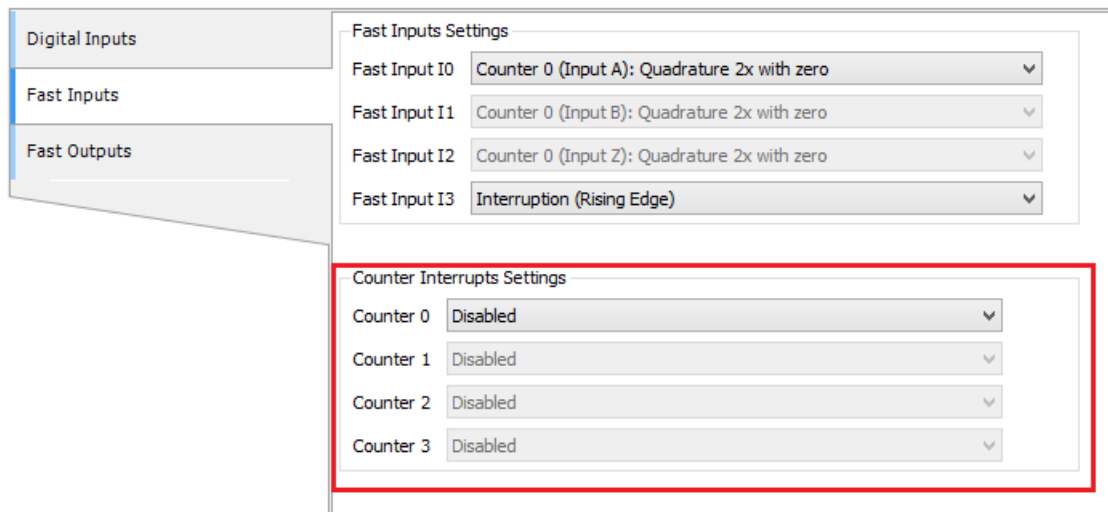 Digital Inputs
Fast Inputs
Fast Outputs
Fast Inputs Settings
Fast Input I0 Counter 0 (Input A): Quadrature 2x with zero
Fast Input I1 Counter 0 (Input B): Quadrature 2x with zero
Fast Input I2 Counter 0 (Input Z): Quadrature 2x with zero
Fast Input I3 Interruption (Rising Edge)
Counter Interrupts Settings
Counter 0 Disabled
Counter 1 Disabled
Counter 2 Disabled
Counter 3 Disabled